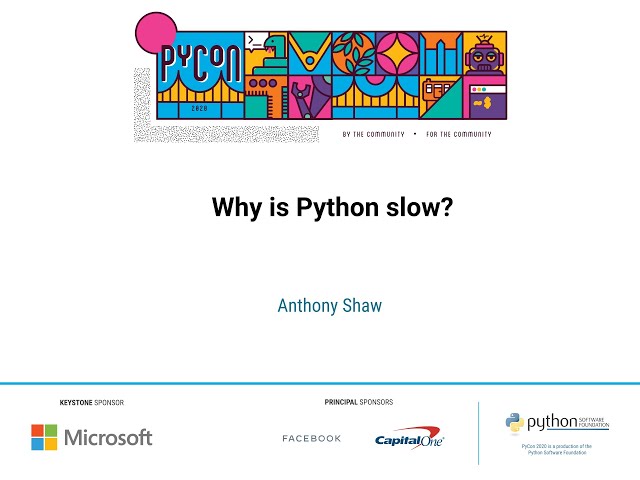 PYCON
2020
BY THE COMMUNITY • FOR THE COMMUNITY
Why is Python slow?
Anthony Shaw
KEYSTONE SPONSOR
PRINCIPAL SPONSORS
Microsoft
FACEBOOK
Capital One
python SOFTWARE FOUNDATION
PyCon 2020 is a production of the
Python Software Foundation